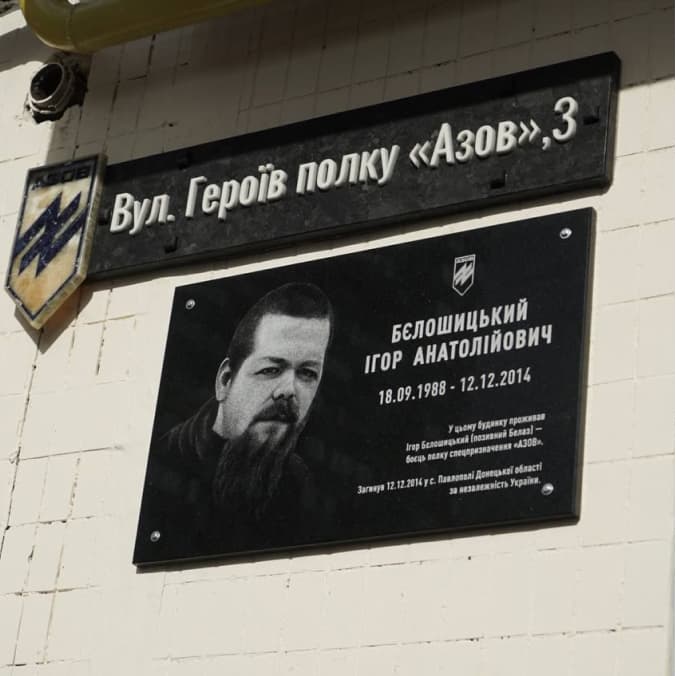 АЗОВ
Вул. Героїв полку «Азов»,3
БЄЛОШИЦЬКИЙ
ІГОР АНАТОЛІЙОВИЧ
18.09.1988 - 12.12.2014
У цьому будинку проживав
Ігор Бєлошицький (позивний Белаз) —
боєць полку спецпризначення «АЗОВ».
Загинув 12.12.2014 у с. Павлополі Донецької області
за незалежність України.